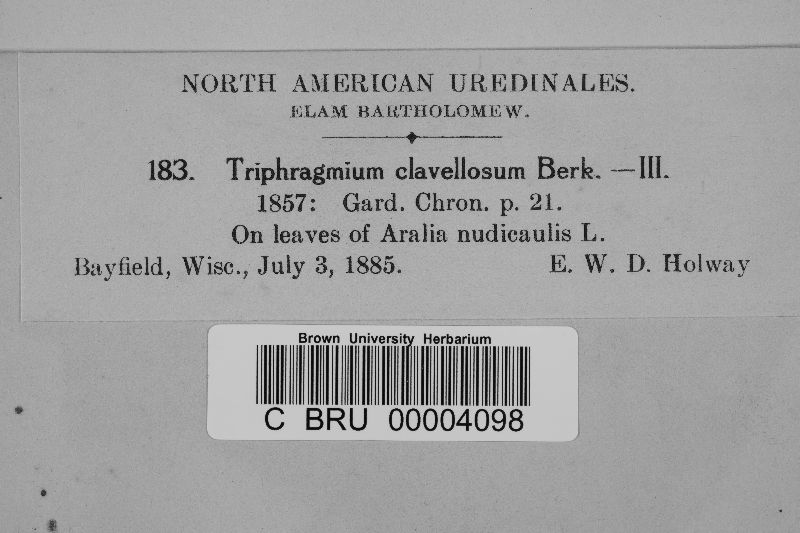 NORTH AMERICAN UREDINALES.
ELAM BARTHOLOMEW.
183. Triphragmium clavellosum Berk. —III.
1857: Gard. Chron. p. 21.
On leaves of Aralia nudicaulis L.
Bayfield, Wisc., July 3, 1885. E. W. D. Holway
Brown University Herbarium
C BRU 00004098